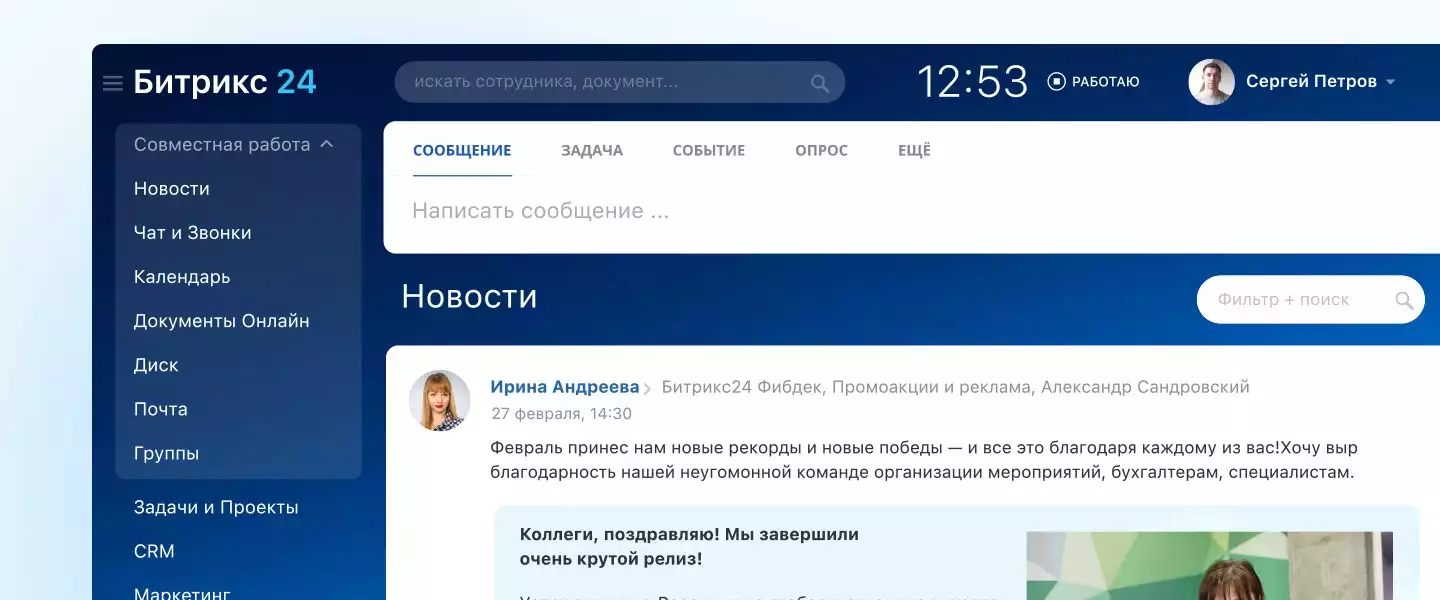 Битрикс 24
искать сотрудника, документ...
12:53
РАБОТАЮ
Сергей Петров
Совместная работа
Новости
Чат и Звонки
Календарь
Документы Онлайн
Диск
Почта
Группы
Задачи и Проекты
CRM
Маркетинг
СООБЩЕНИЕ ЗАДАЧА СОБЫТИЕ ОПРОС ЕЩЁ
Написать сообщение ...
Новости
Фильтр + поиск
Ирина Андреева Битрикс24 Фибдек, Промоакции и реклама, Александр Сандровский
27 февраля, 14:30
Февраль принес нам новые рекорды и новые победы — и все это благодаря каждому из вас!Хочу выр
благодарность нашей неугомонной команде организации мероприятий, бухгалтерам, специалистам.
Коллеги, поздравляю! Мы завершили
очень крутой релиз!